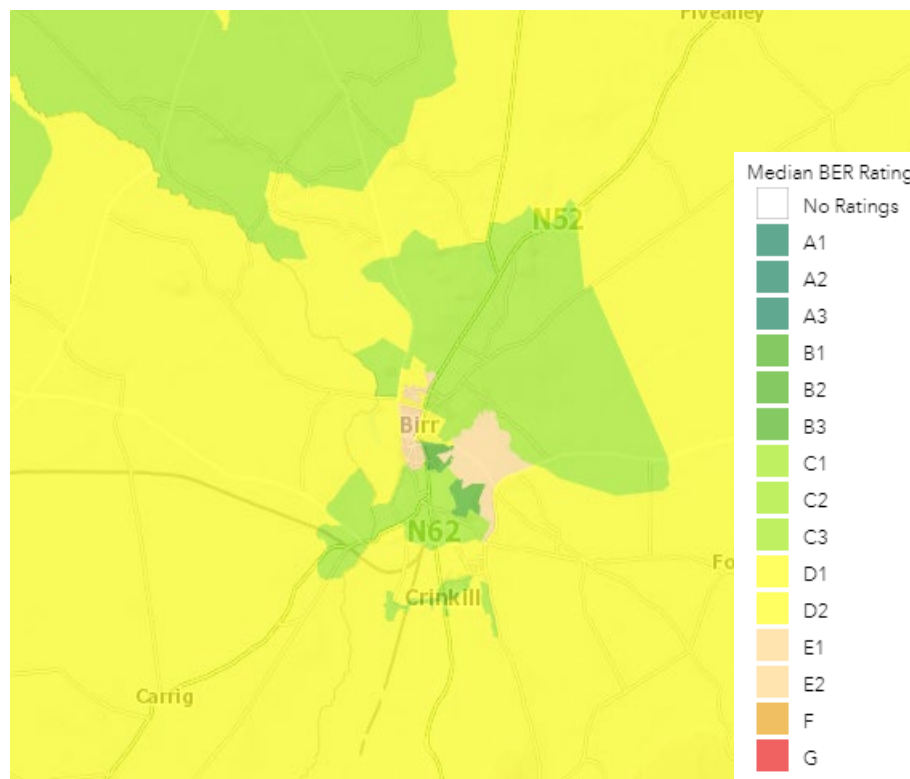 Fiveahey
N52
Birr
N62
Crinkill
Carrig
Fo
Median BER Rating
No Ratings
A1
A2
A3
B1
B2
B3
C1
C2
C3
D1
D2
E1
E2
F
G